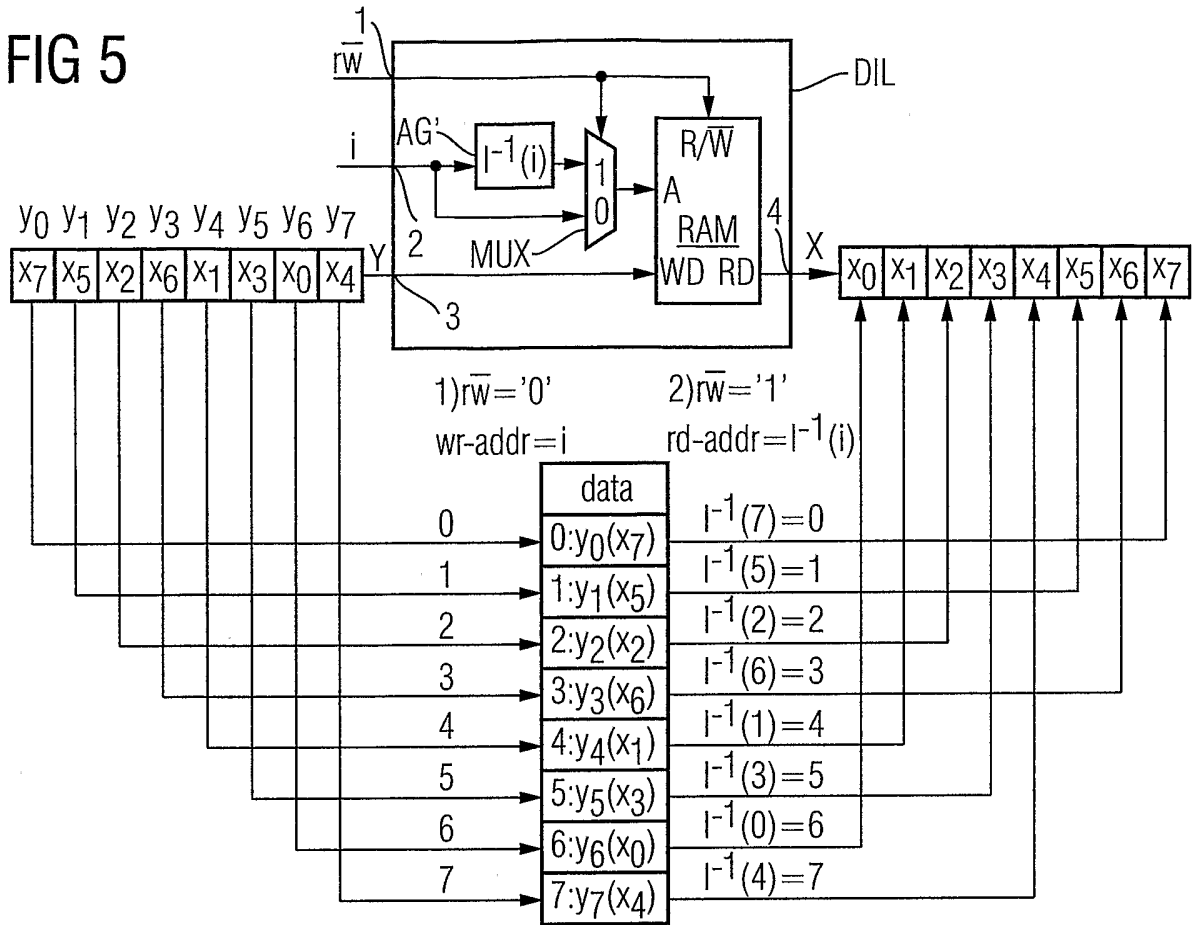 FIG 5
1
rw̅
DIL
AG'
i
I⁻¹(i)
1
0
MUX
R/W̅
A
RAM
WD RD
2
3
4
Y
X
y₀ y₁ y₂ y₃ y₄ y₅ y₆ y₇
x₇ x₅ x₂ x₆ x₁ x₃ x₀ x₄
x₀ x₁ x₂ x₃ x₄ x₅ x₆ x₇
1)rw̅='0'
2)rw̅='1'
wr-addr=i
rd-addr=I⁻¹(i)
data
0
0:y₀(x₇)
I⁻¹(7)=0
1
1:y₁(x₅)
I⁻¹(5)=1
2
2:y₂(x₂)
I⁻¹(2)=2
3
3:y₃(x₆)
I⁻¹(6)=3
4
4:y₄(x₁)
I⁻¹(1)=4
5
5:y₅(x₃)
I⁻¹(3)=5
6
6:y₆(x₀)
I⁻¹(0)=6
7
7:y₇(x₄)
I⁻¹(4)=7